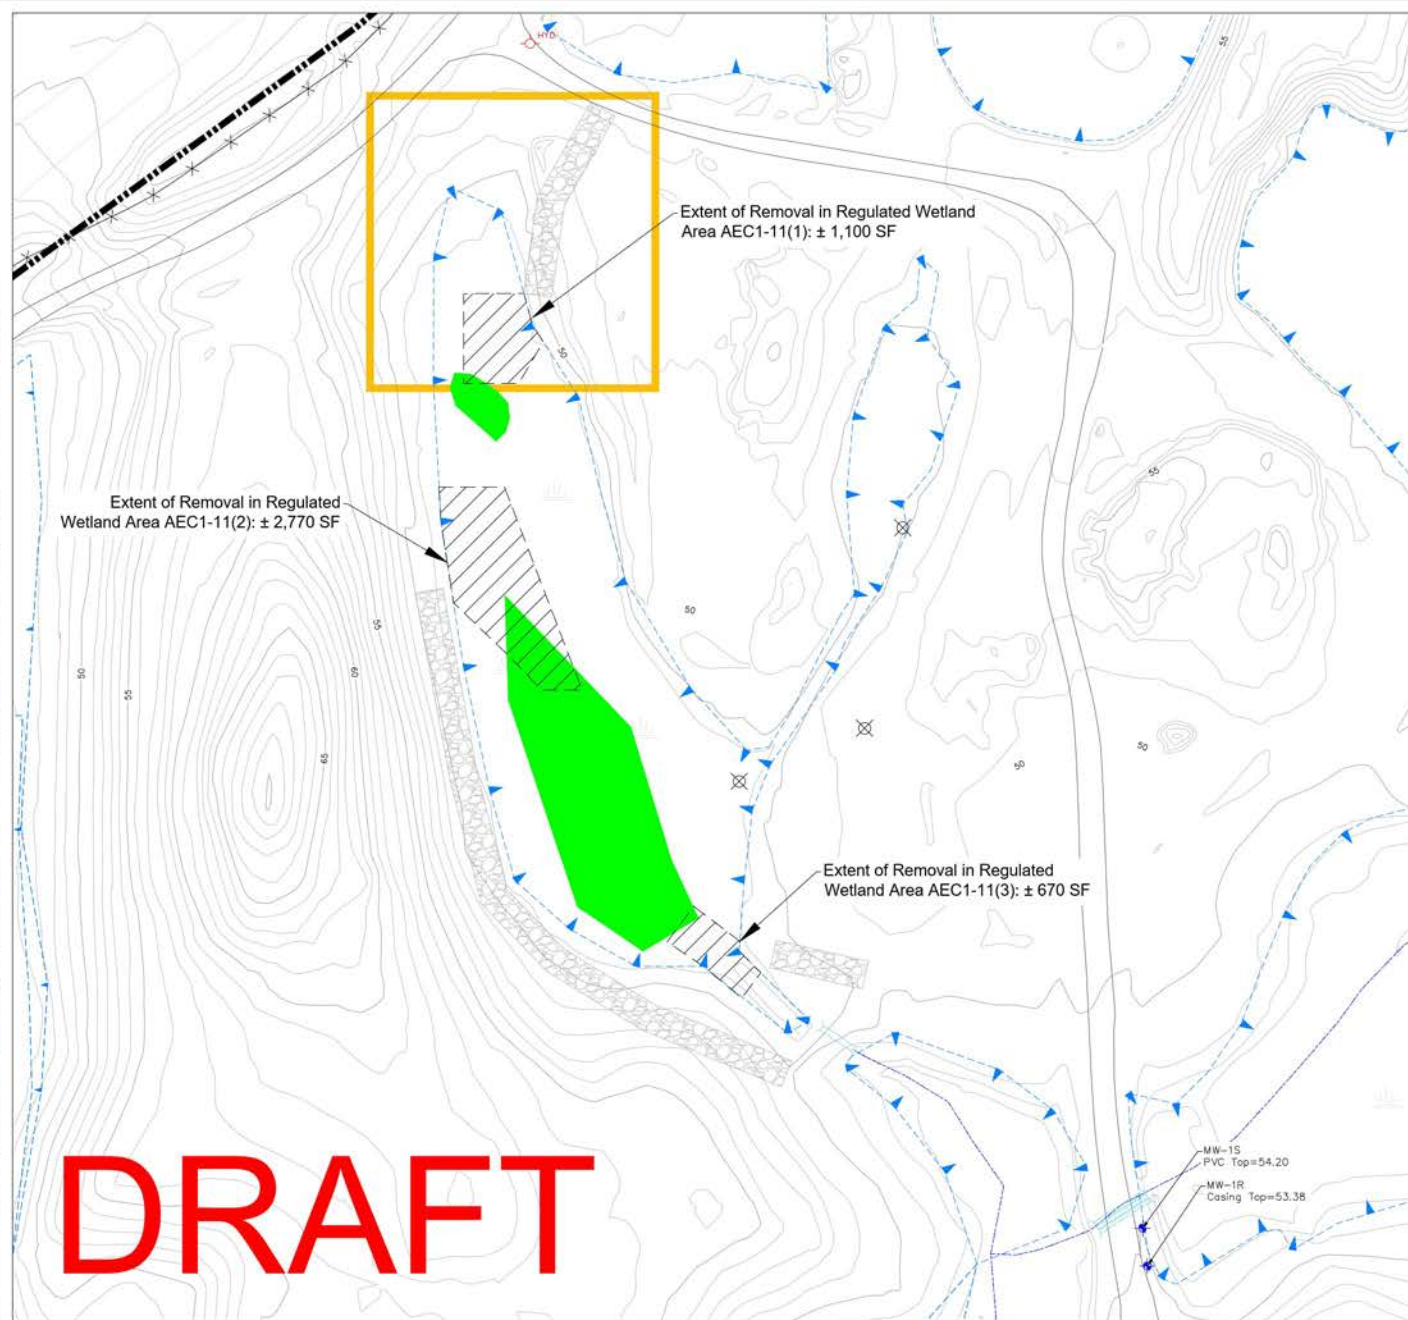 HYD
55
Extent of Removal in Regulated Wetland
Area AEC1-11(1): ± 1,100 SF
50
55
Extent of Removal in Regulated
Wetland Area AEC1-11(2): ± 2,770 SF
50
55
60
50
55
65
50
50
Extent of Removal in Regulated
Wetland Area AEC1-11(3): ± 670 SF
MW-1S
PVC Top=54.20
MW-1R
Casing Top=53.38
DRAFT